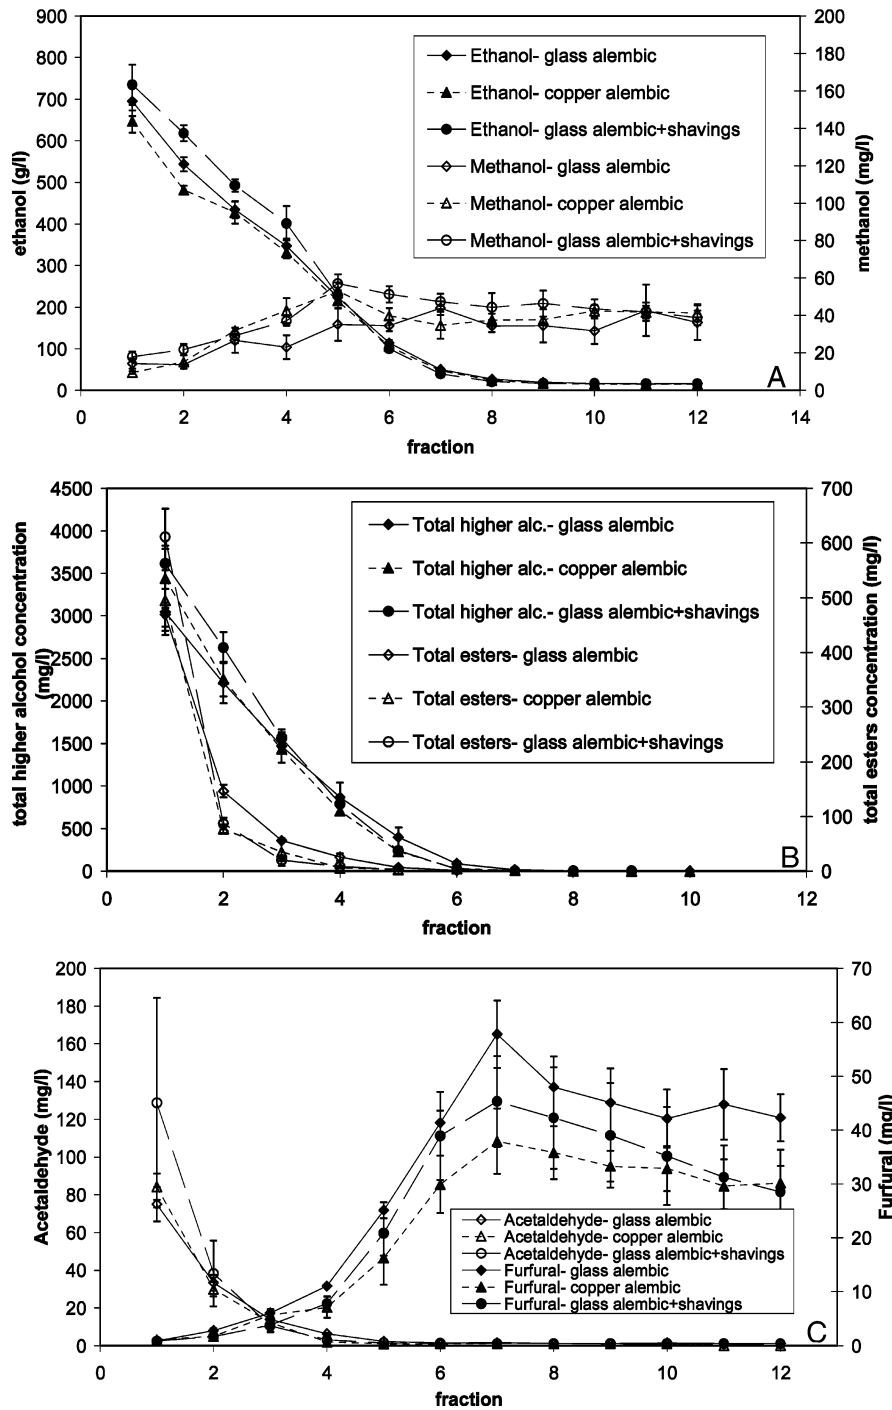 900
800
700
600
500
400
300
200
100
0
ethanol (g/l)
200
180
160
140
120
100
80
60
40
20
0
methanol (mg/l)
Ethanol- glass alembic
Ethanol- copper alembic
Ethanol- glass alembic+shavings
Methanol- glass alembic
Methanol- copper alembic
Methanol- glass alembic+shavings
A
0 2 4 6 8 10 12 14
fraction
4500
4000
3500
3000
2500
2000
1500
1000
500
0
total higher alcohol concentration
(mg/l)
700
600
500
400
300
200
100
0
total esters concentration (mg/l)
Total higher alc.- glass alembic
Total higher alc.- copper alembic
Total higher alc.- glass alembic+shavings
Total esters- glass alembic
Total esters- copper alembic
Total esters- glass alembic+shavings
B
0 2 4 6 8 10 12
fraction
200
180
160
140
120
100
80
60
40
20
0
Acetaldehyde (mg/l)
70
60
50
40
30
20
10
0
Furfural (mg/l)
Acetaldehyde- glass alembic
Acetaldehyde- copper alembic
Acetaldehyde- glass alembic+shavings
Furfural- glass alembic
Furfural- copper alembic
Furfural- glass alembic+shavings
C
0 2 4 6 8 10 12
fraction